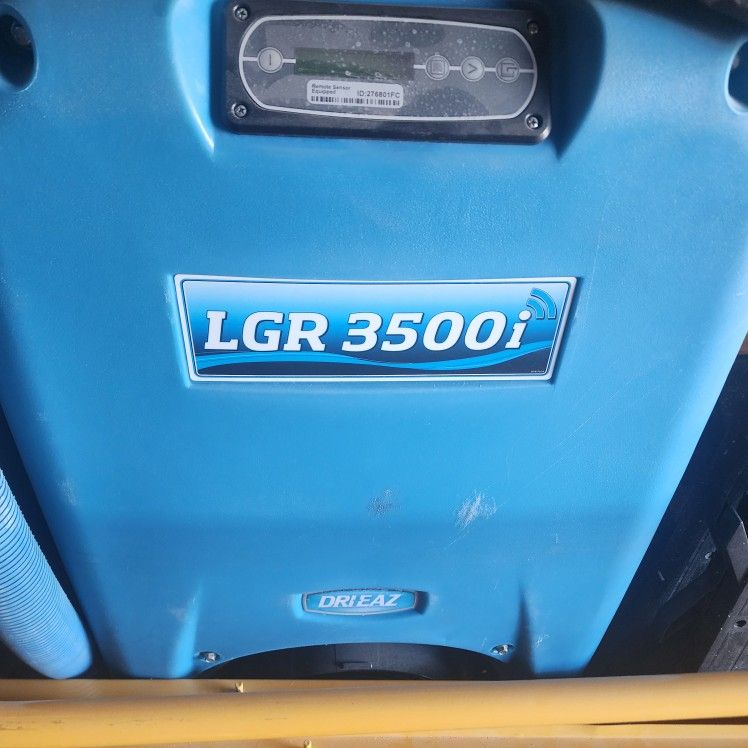 Remote Sensor
Equipped ID:276801FC
LGR 3500i
DRI-EAZ